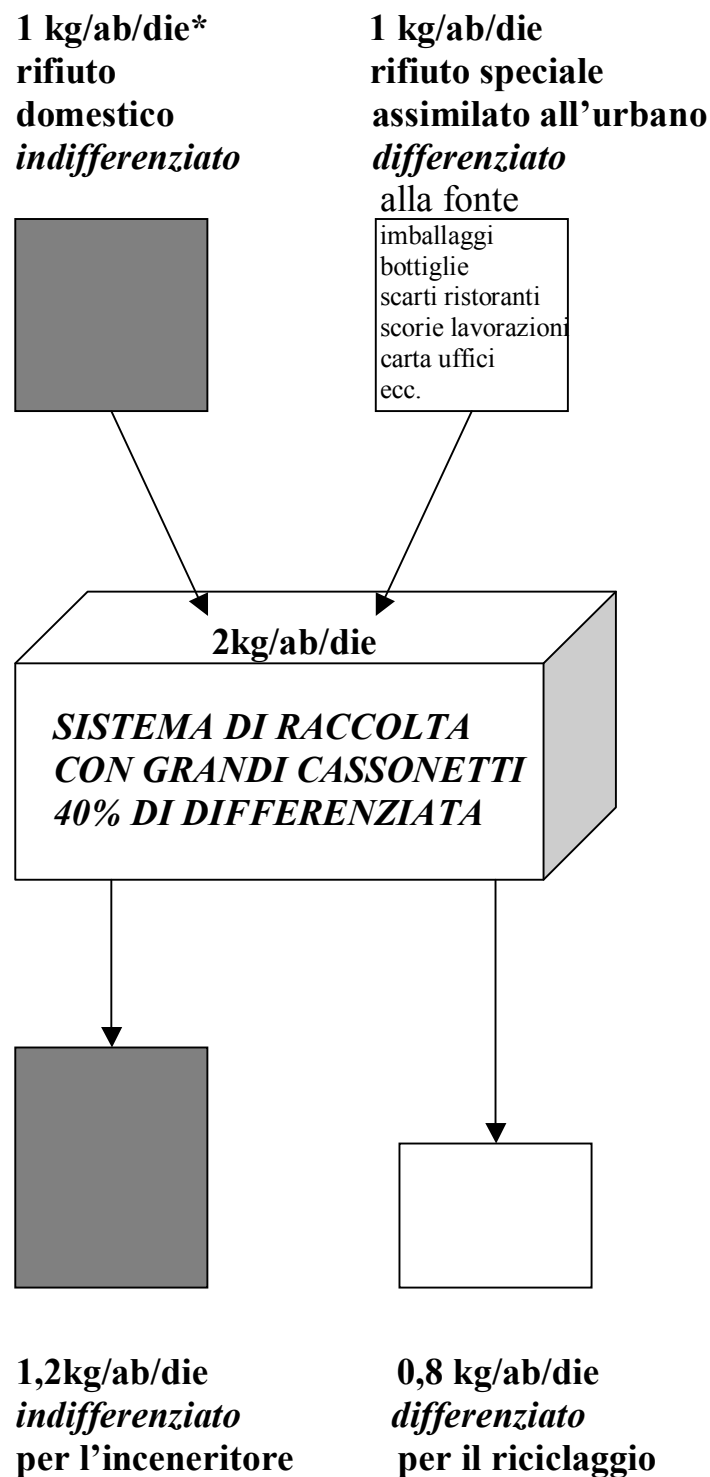 1 kg/ab/die*
rifiuto
domestico
indifferenziato
1 kg/ab/die
rifiuto speciale
assimilato all’urbano
differenziato
alla fonte
imballaggi
bottiglie
scarti ristoranti
scorie lavorazioni
carta uffici
ecc.
2kg/ab/die
SISTEMA DI RACCOLTA
CON GRANDI CASSONETTI
40% DI DIFFERENZIATA
1,2kg/ab/die
indifferenziato
per l’inceneritore
0,8 kg/ab/die
differenziato
per il riciclaggio